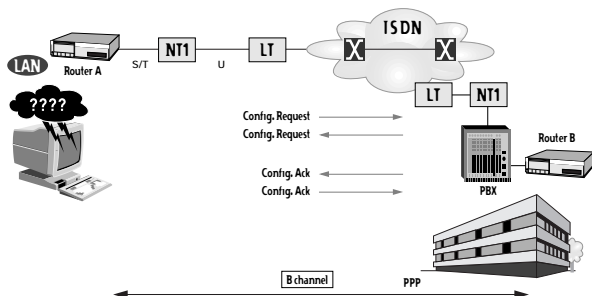 ISDN
NT1
LT
LAN
Router A
S/T
U
????
LT
NT1
Config. Request
Config. Request
Router B
Config. Ack
Config. Ack
PBX
B channel
PPP